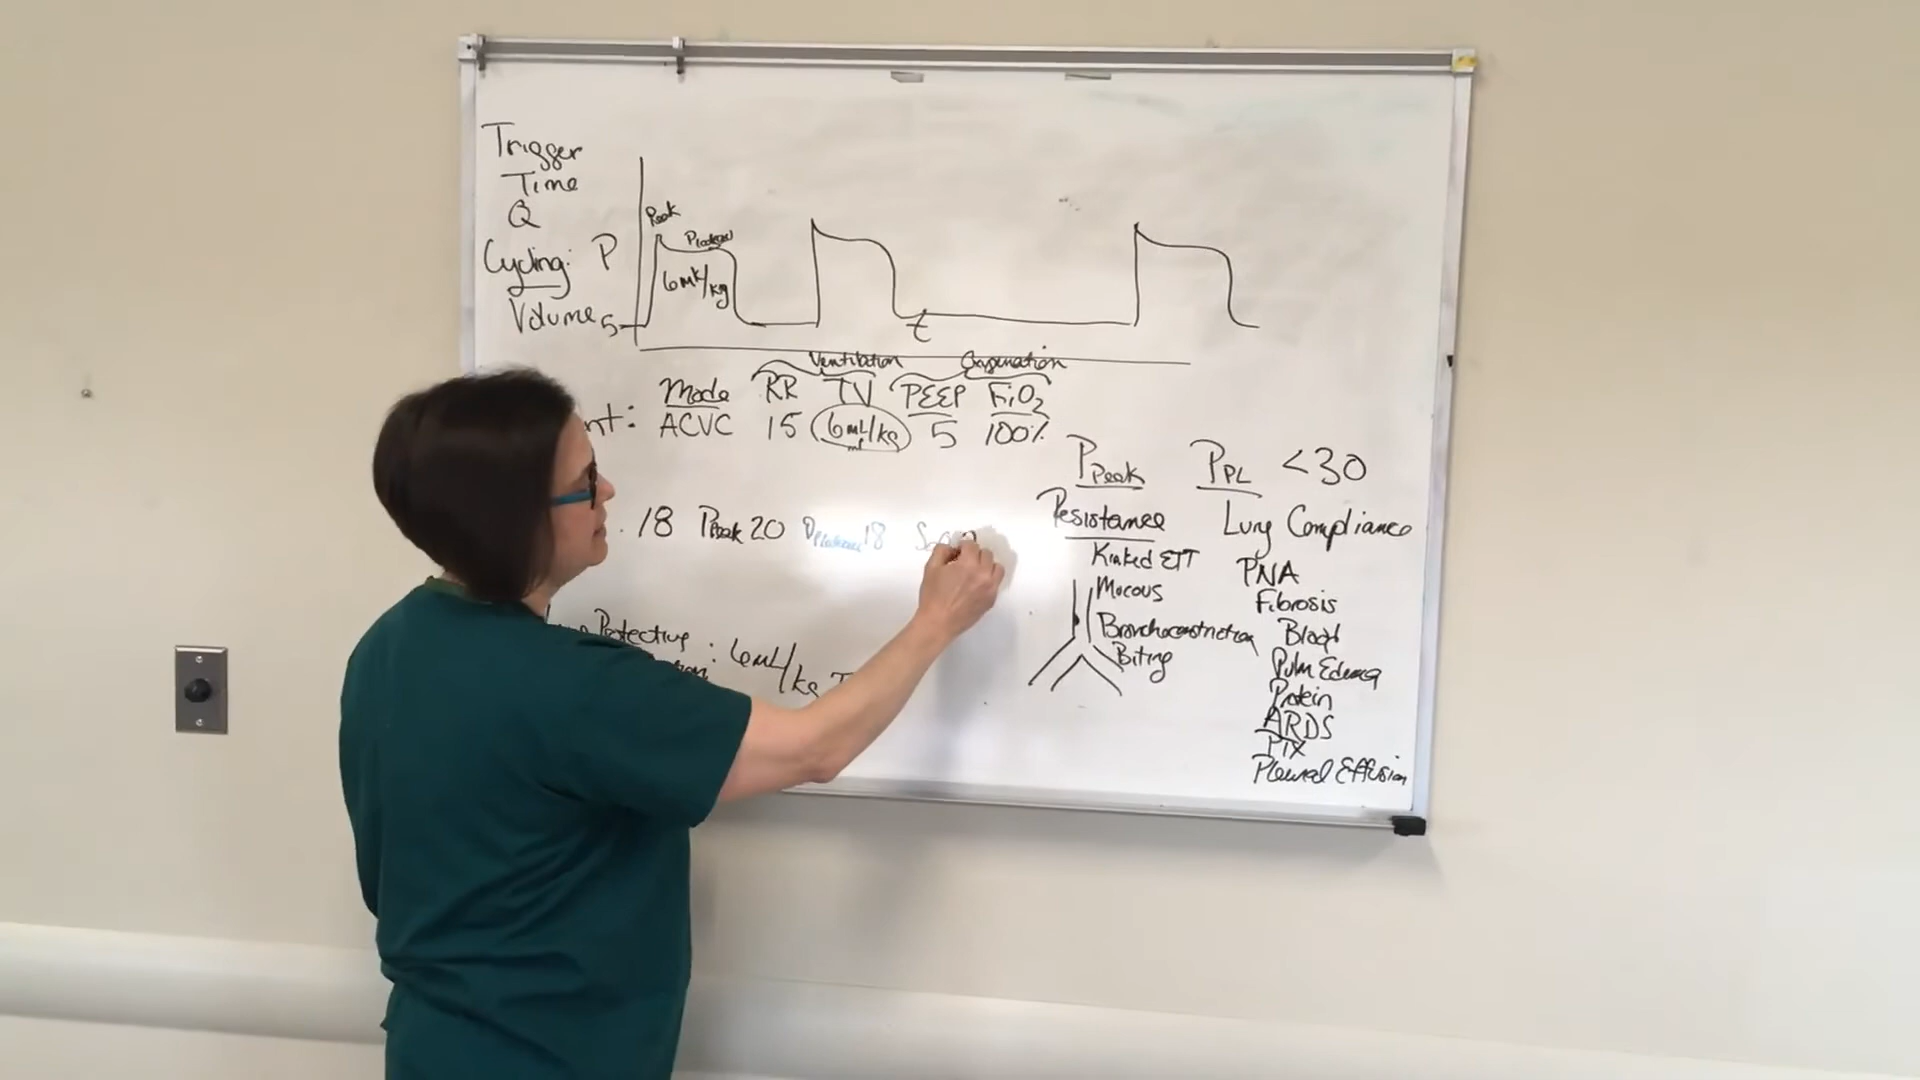 Trigger
Time
Q
Cycling: P
Volume 5
Peak
Plateau
6mL/kg
t
Ventilation Oxygenation
Mode RR TV PEEP FiO2
nt: ACVC 15 6mL/kg 5 100%
PPeak PPL <30
Resistance Lung Compliance
18 PPeak 20 PPlateau 18
Kinked ETT
Mucous
Bronchoconstriction
Biting
PNA
Fibrosis
Blood
Pulm Edema
Protein
ARDS
PTX
Pleural Effusion
Protective : 6mL/kg T